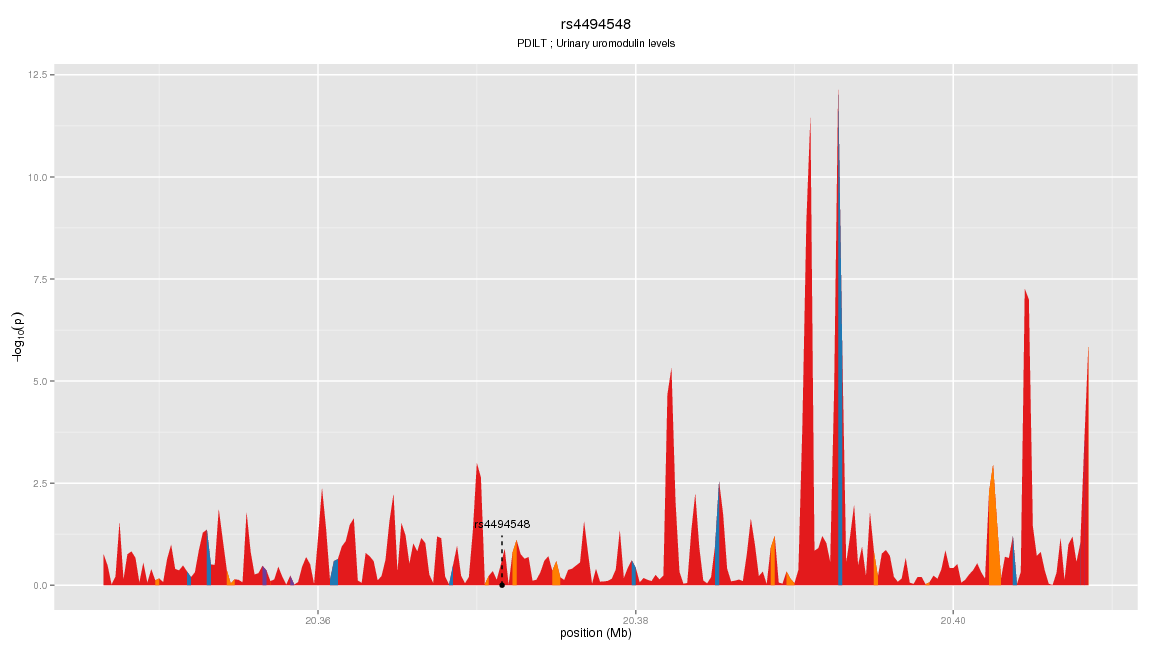 rs4494548
PDILT ; Urinary uromodulin levels
12.5
10.0
7.5
5.0
2.5
0.0
−log10(p)
rs4494548
20.36
20.38
20.40
position (Mb)